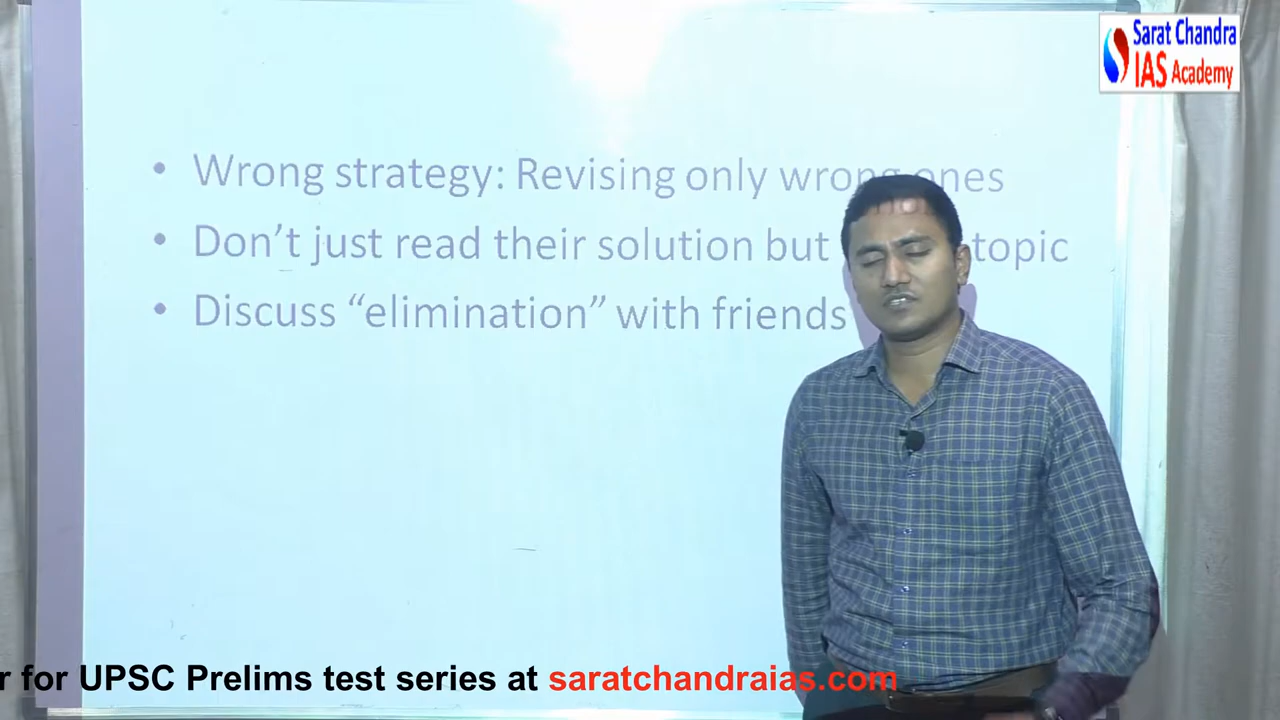 Sarat Chandra
IAS Academy
• Wrong strategy: Revising only wrong ones
• Don’t just read their solution but topic
• Discuss “elimination” with friends
r for UPSC Prelims test series at saratchandraias.com